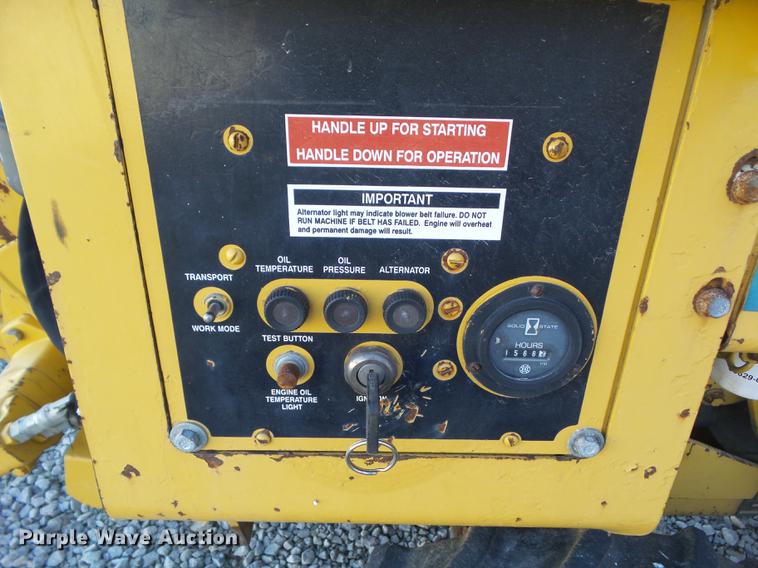 HANDLE UP FOR STARTING
HANDLE DOWN FOR OPERATION
IMPORTANT
Alternator light may indicate blower belt failure. DO NOT
RUN MACHINE IF BELT HAS FAILED. Engine will overheat
and permanent damage will result.
OIL
TEMPERATURE
OIL
PRESSURE
ALTERNATOR
TRANSPORT
WORK MODE
SOLID STATE
HOURS
TEST BUTTON
ENGINE OIL
TEMPERATURE
LIGHT
Purple Wave Auction